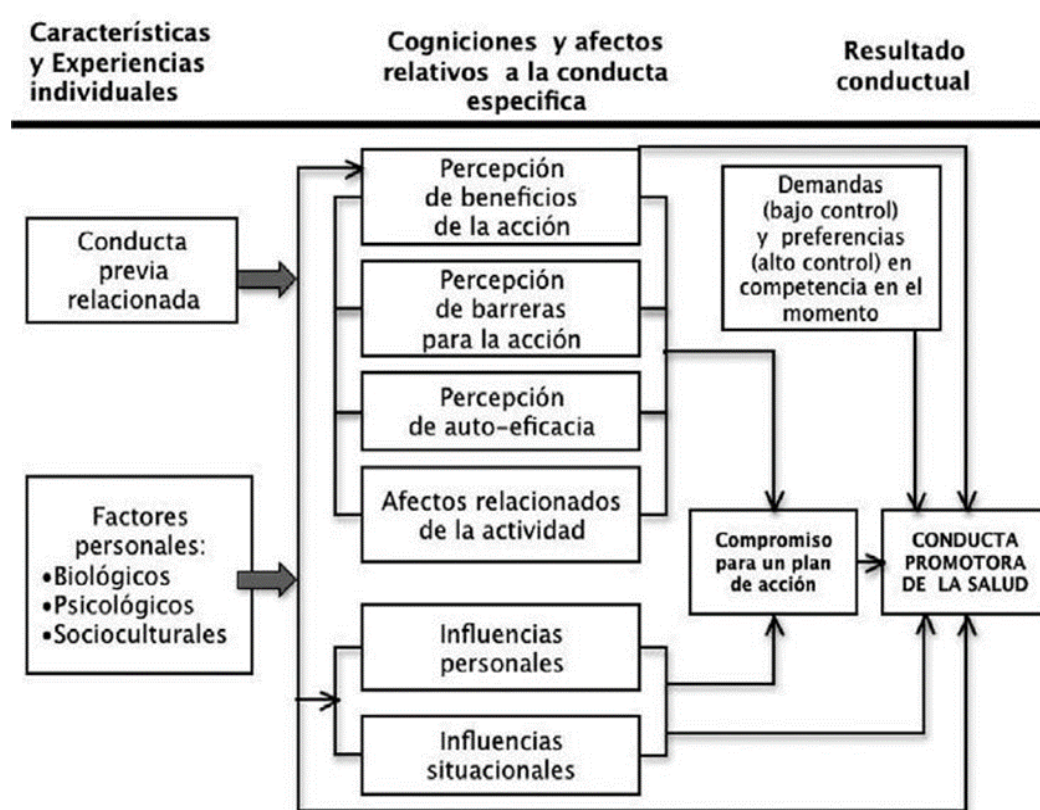 Características
y Experiencias
individuales
Cogniciones y afectos
relativos a la conducta
especifica
Resultado
conductual
Conducta
previa
relacionada
Factores
personales:
•Biológicos
•Psicológicos
•Socioculturales
Percepción
de beneficios
de la acción
Percepción
de barreras
para la acción
Percepción
de auto-eficacia
Afectos relacionados
de la actividad
Influencias
personales
Influencias
situacionales
Demandas
(bajo control)
y preferencias
(alto control) en
competencia en el
momento
Compromiso
para un plan
de acción
CONDUCTA
PROMOTORA
DE LA SALUD